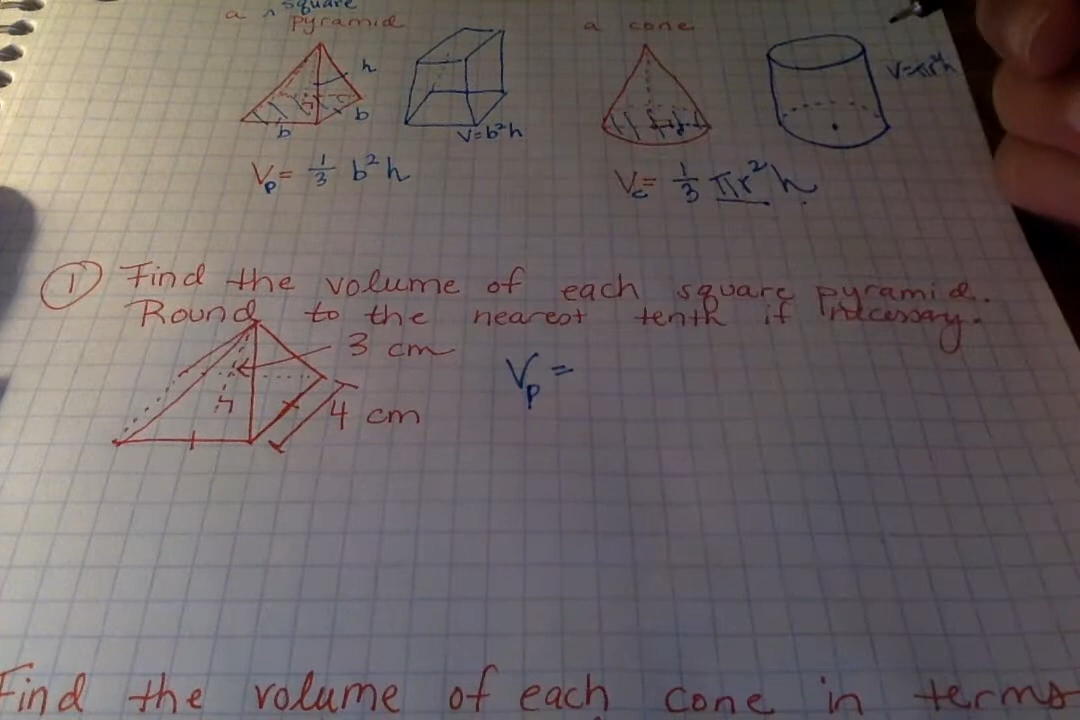 a ^ square pyramid
a cone
h
b
b
V=b²h
V=πr²h
Vp= 1/3 b²h
Vc= 1/3 πr²h
① Find the volume of each square pyramid.
Round to the nearest tenth if necessary.
3 cm
4 cm
Vp =
Find the volume of each cone in terms